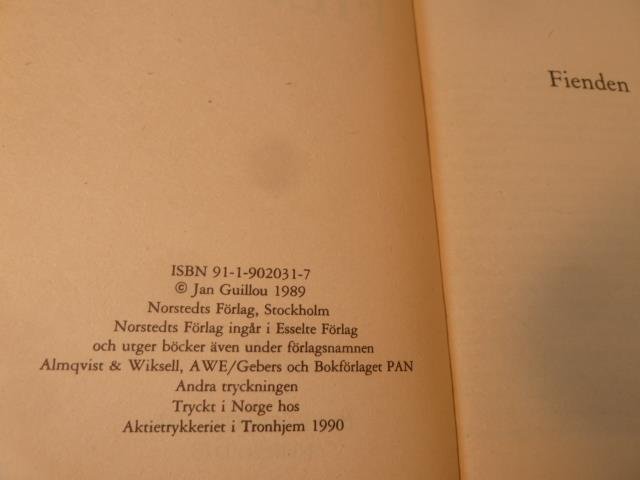 ISBN 91-1-902031-7
© Jan Guillou 1989
Norstedts Förlag, Stockholm
Norstedts Förlag ingår i Esselte Förlag
och utger böcker även under förlagsnamnen
Almqvist & Wiksell, AWE/Gebers och Bokförlaget PAN
Andra tryckningen
Tryckt i Norge hos
Aktietrykkeriet i Tronhjem 1990
Fienden